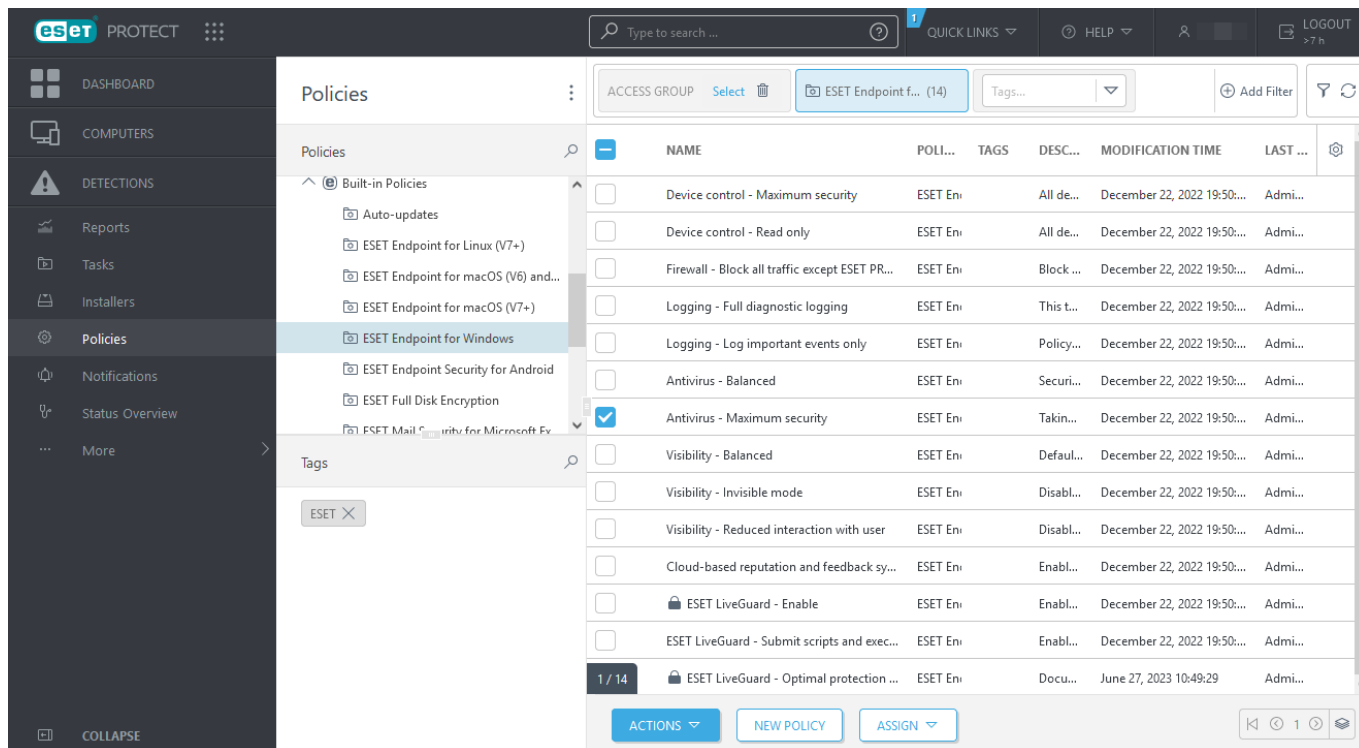 eseT PROTECT
Type to search ...
1
QUICK LINKS
HELP
LOGOUT
>7 h
DASHBOARD
COMPUTERS
DETECTIONS
Reports
Tasks
Installers
Policies
Notifications
Status Overview
... More
COLLAPSE
Policies
Policies
Built-in Policies
Auto-updates
ESET Endpoint for Linux (V7+)
ESET Endpoint for macOS (V6) and...
ESET Endpoint for macOS (V7+)
ESET Endpoint for Windows
ESET Endpoint Security for Android
ESET Full Disk Encryption
ESET Mail for Microsoft Ex
Tags
ESET
ACCESS GROUP Select ESET Endpoint f... (14) Tags... Add Filter
NAME POLI... TAGS DESC... MODIFICATION TIME LAST ...
Device control - Maximum security ESET En All de... December 22, 2022 19:50:... Admi...
Device control - Read only ESET En All de... December 22, 2022 19:50:... Admi...
Firewall - Block all traffic except ESET PR... ESET En Block ... December 22, 2022 19:50:... Admi...
Logging - Full diagnostic logging ESET En This t... December 22, 2022 19:50:... Admi...
Logging - Log important events only ESET En Policy... December 22, 2022 19:50:... Admi...
Antivirus - Balanced ESET En Securi... December 22, 2022 19:50:... Admi...
Antivirus - Maximum security ESET En Takin... December 22, 2022 19:50:... Admi...
Visibility - Balanced ESET En Defaul... December 22, 2022 19:50:... Admi...
Visibility - Invisible mode ESET En Disabl... December 22, 2022 19:50:... Admi...
Visibility - Reduced interaction with user ESET En Disabl... December 22, 2022 19:50:... Admi...
Cloud-based reputation and feedback sy... ESET En Enabl... December 22, 2022 19:50:... Admi...
ESET LiveGuard - Enable ESET En Enabl... December 22, 2022 19:50:... Admi...
ESET LiveGuard - Submit scripts and exec... ESET En Enabl... December 22, 2022 19:50:... Admi...
1 / 14 ESET LiveGuard - Optimal protection ... ESET En Docu... June 27, 2023 10:49:29 Admi...
ACTIONS NEW POLICY ASSIGN 1